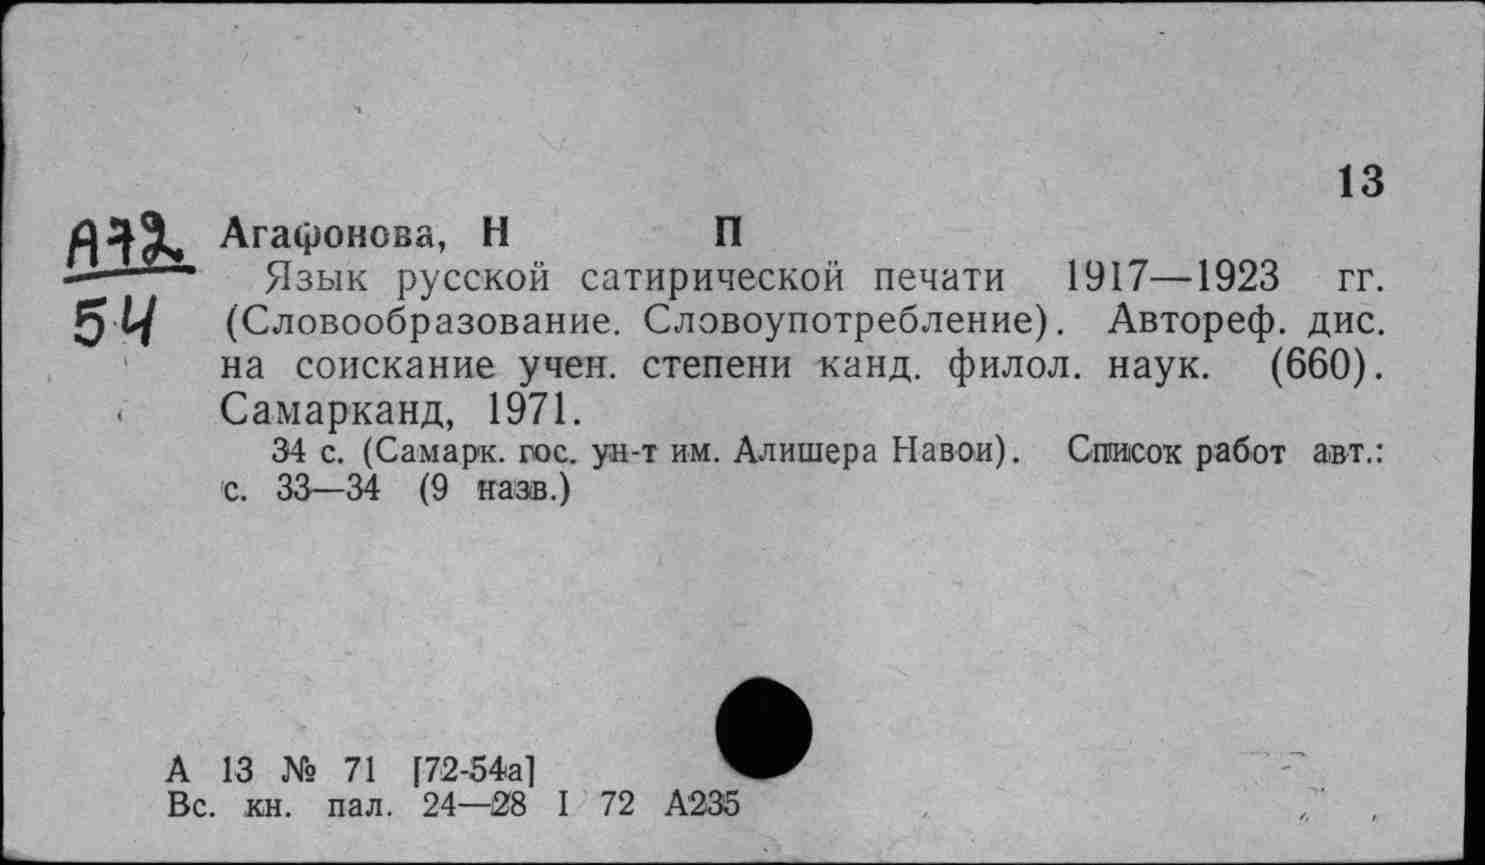 13
А72
54
Агафонова, Н П
Язык русской сатирической печати 1917—1923 гг.
(Словообразование. Словоупотребление). Автореф. дис.
на соискание учен. степени канд. филол. наук. (660).
Самарканд, 1971.
34 с. (Самарк. гос. ун-т им. Алишера Навои). Список работ авт.:
с. 33—34 (9 назв.)
А 13 № 71 [72-54а]
Вс. кн. пал. 24—28 I 72 А235